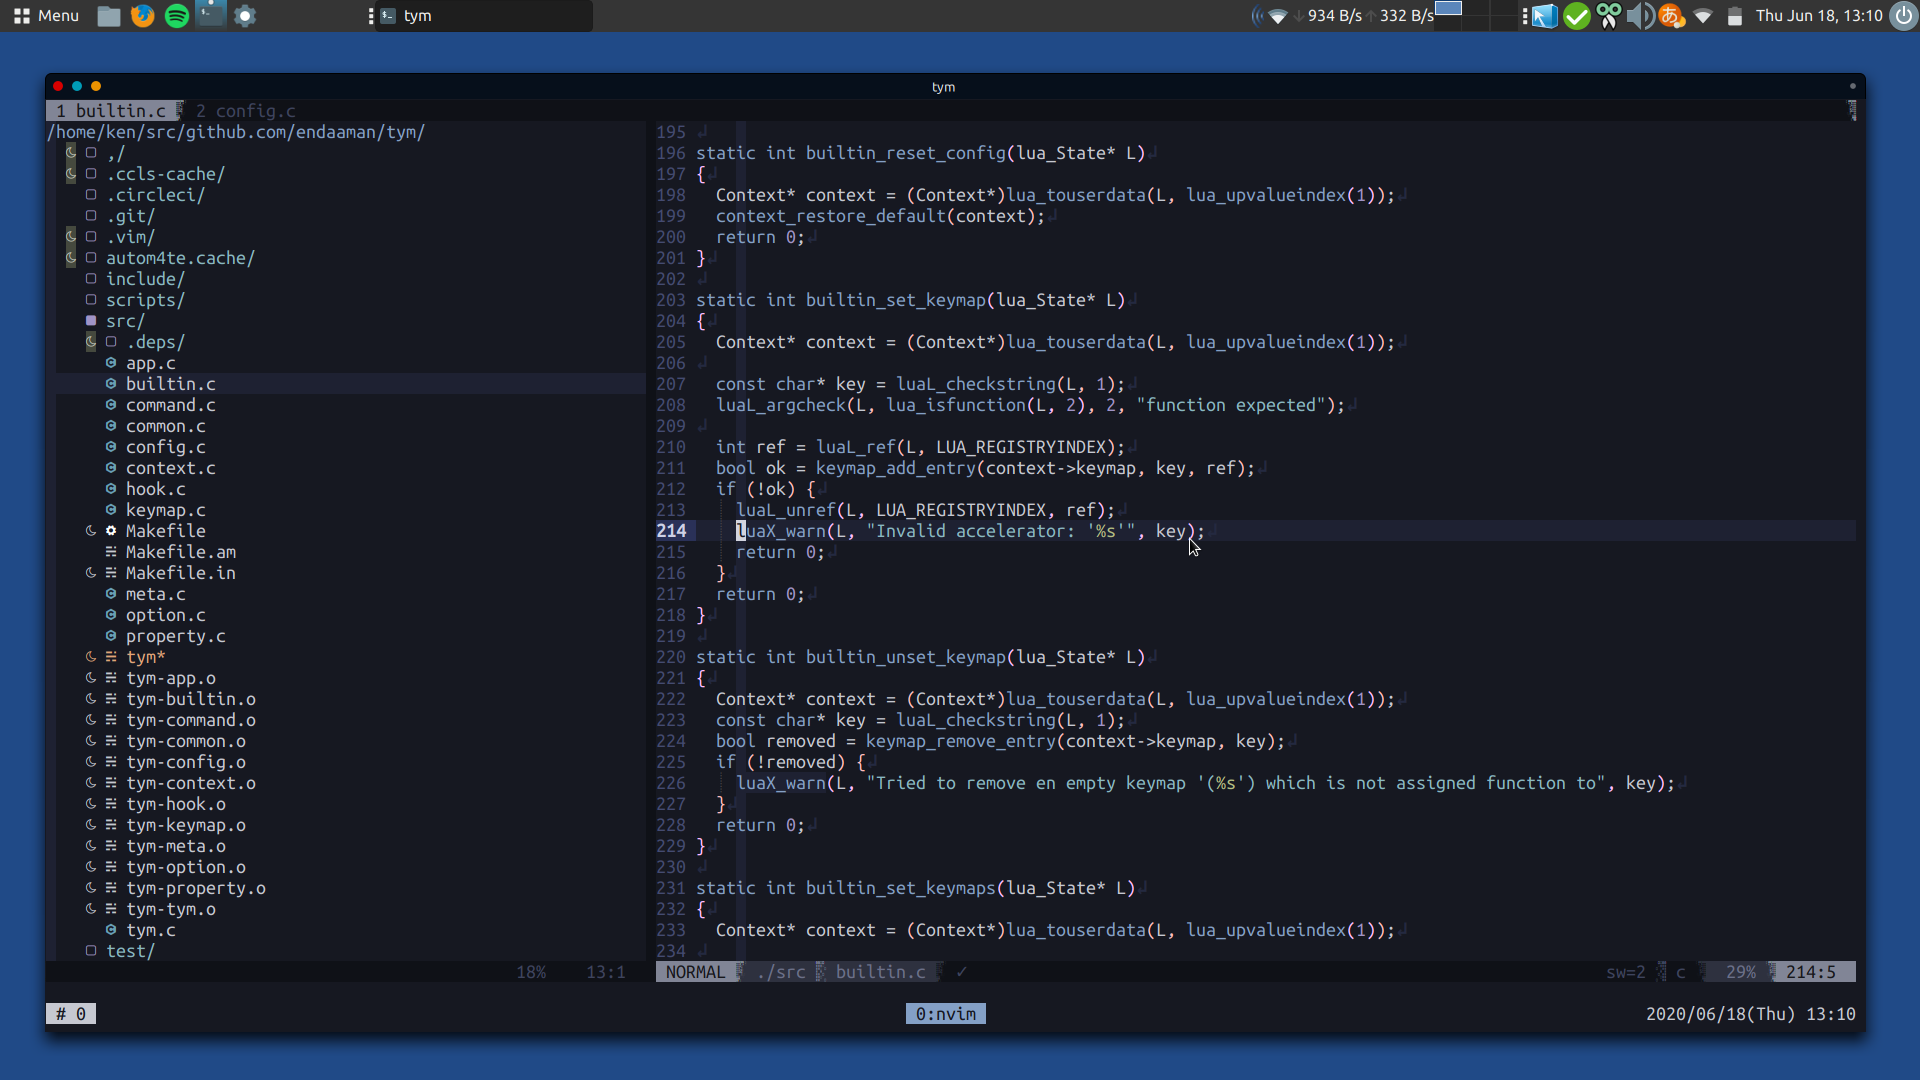 Menu
tym
934 B/s 332 B/s
あ
Thu Jun 18, 13:10
tym
1 builtin.c 2 config.c
/home/ken/src/github.com/endaaman/tym/
,/
.ccls-cache/
.circleci/
.git/
.vim/
autom4te.cache/
include/
scripts/
src/
.deps/
app.c
builtin.c
command.c
common.c
config.c
context.c
hook.c
keymap.c
Makefile
Makefile.am
Makefile.in
meta.c
option.c
property.c
tym*
tym-app.o
tym-builtin.o
tym-command.o
tym-common.o
tym-config.o
tym-context.o
tym-hook.o
tym-keymap.o
tym-meta.o
tym-option.o
tym-property.o
tym-tym.o
tym.c
test/
18% 13:1
195
196 static int builtin_reset_config(lua_State* L)
197 {
198   Context* context = (Context*)lua_touserdata(L, lua_upvalueindex(1));
199   context_restore_default(context);
200   return 0;
201 }
202
203 static int builtin_set_keymap(lua_State* L)
204 {
205   Context* context = (Context*)lua_touserdata(L, lua_upvalueindex(1));
206
207   const char* key = luaL_checkstring(L, 1);
208   luaL_argcheck(L, lua_isfunction(L, 2), 2, "function expected");
209
210   int ref = luaL_ref(L, LUA_REGISTRYINDEX);
211   bool ok = keymap_add_entry(context->keymap, key, ref);
212   if (!ok) {
213     luaL_unref(L, LUA_REGISTRYINDEX, ref);
214     luaX_warn(L, "Invalid accelerator: '%s'", key);
215     return 0;
216   }
217   return 0;
218 }
219
220 static int builtin_unset_keymap(lua_State* L)
221 {
222   Context* context = (Context*)lua_touserdata(L, lua_upvalueindex(1));
223   const char* key = luaL_checkstring(L, 1);
224   bool removed = keymap_remove_entry(context->keymap, key);
225   if (!removed) {
226     luaX_warn(L, "Tried to remove en empty keymap '(%s') which is not assigned function to", key);
227   }
228   return 0;
229 }
230
231 static int builtin_set_keymaps(lua_State* L)
232 {
233   Context* context = (Context*)lua_touserdata(L, lua_upvalueindex(1));
234
NORMAL ./src builtin.c ✓ sw=2 c 29% 214:5
# 0 0:nvim 2020/06/18(Thu) 13:10